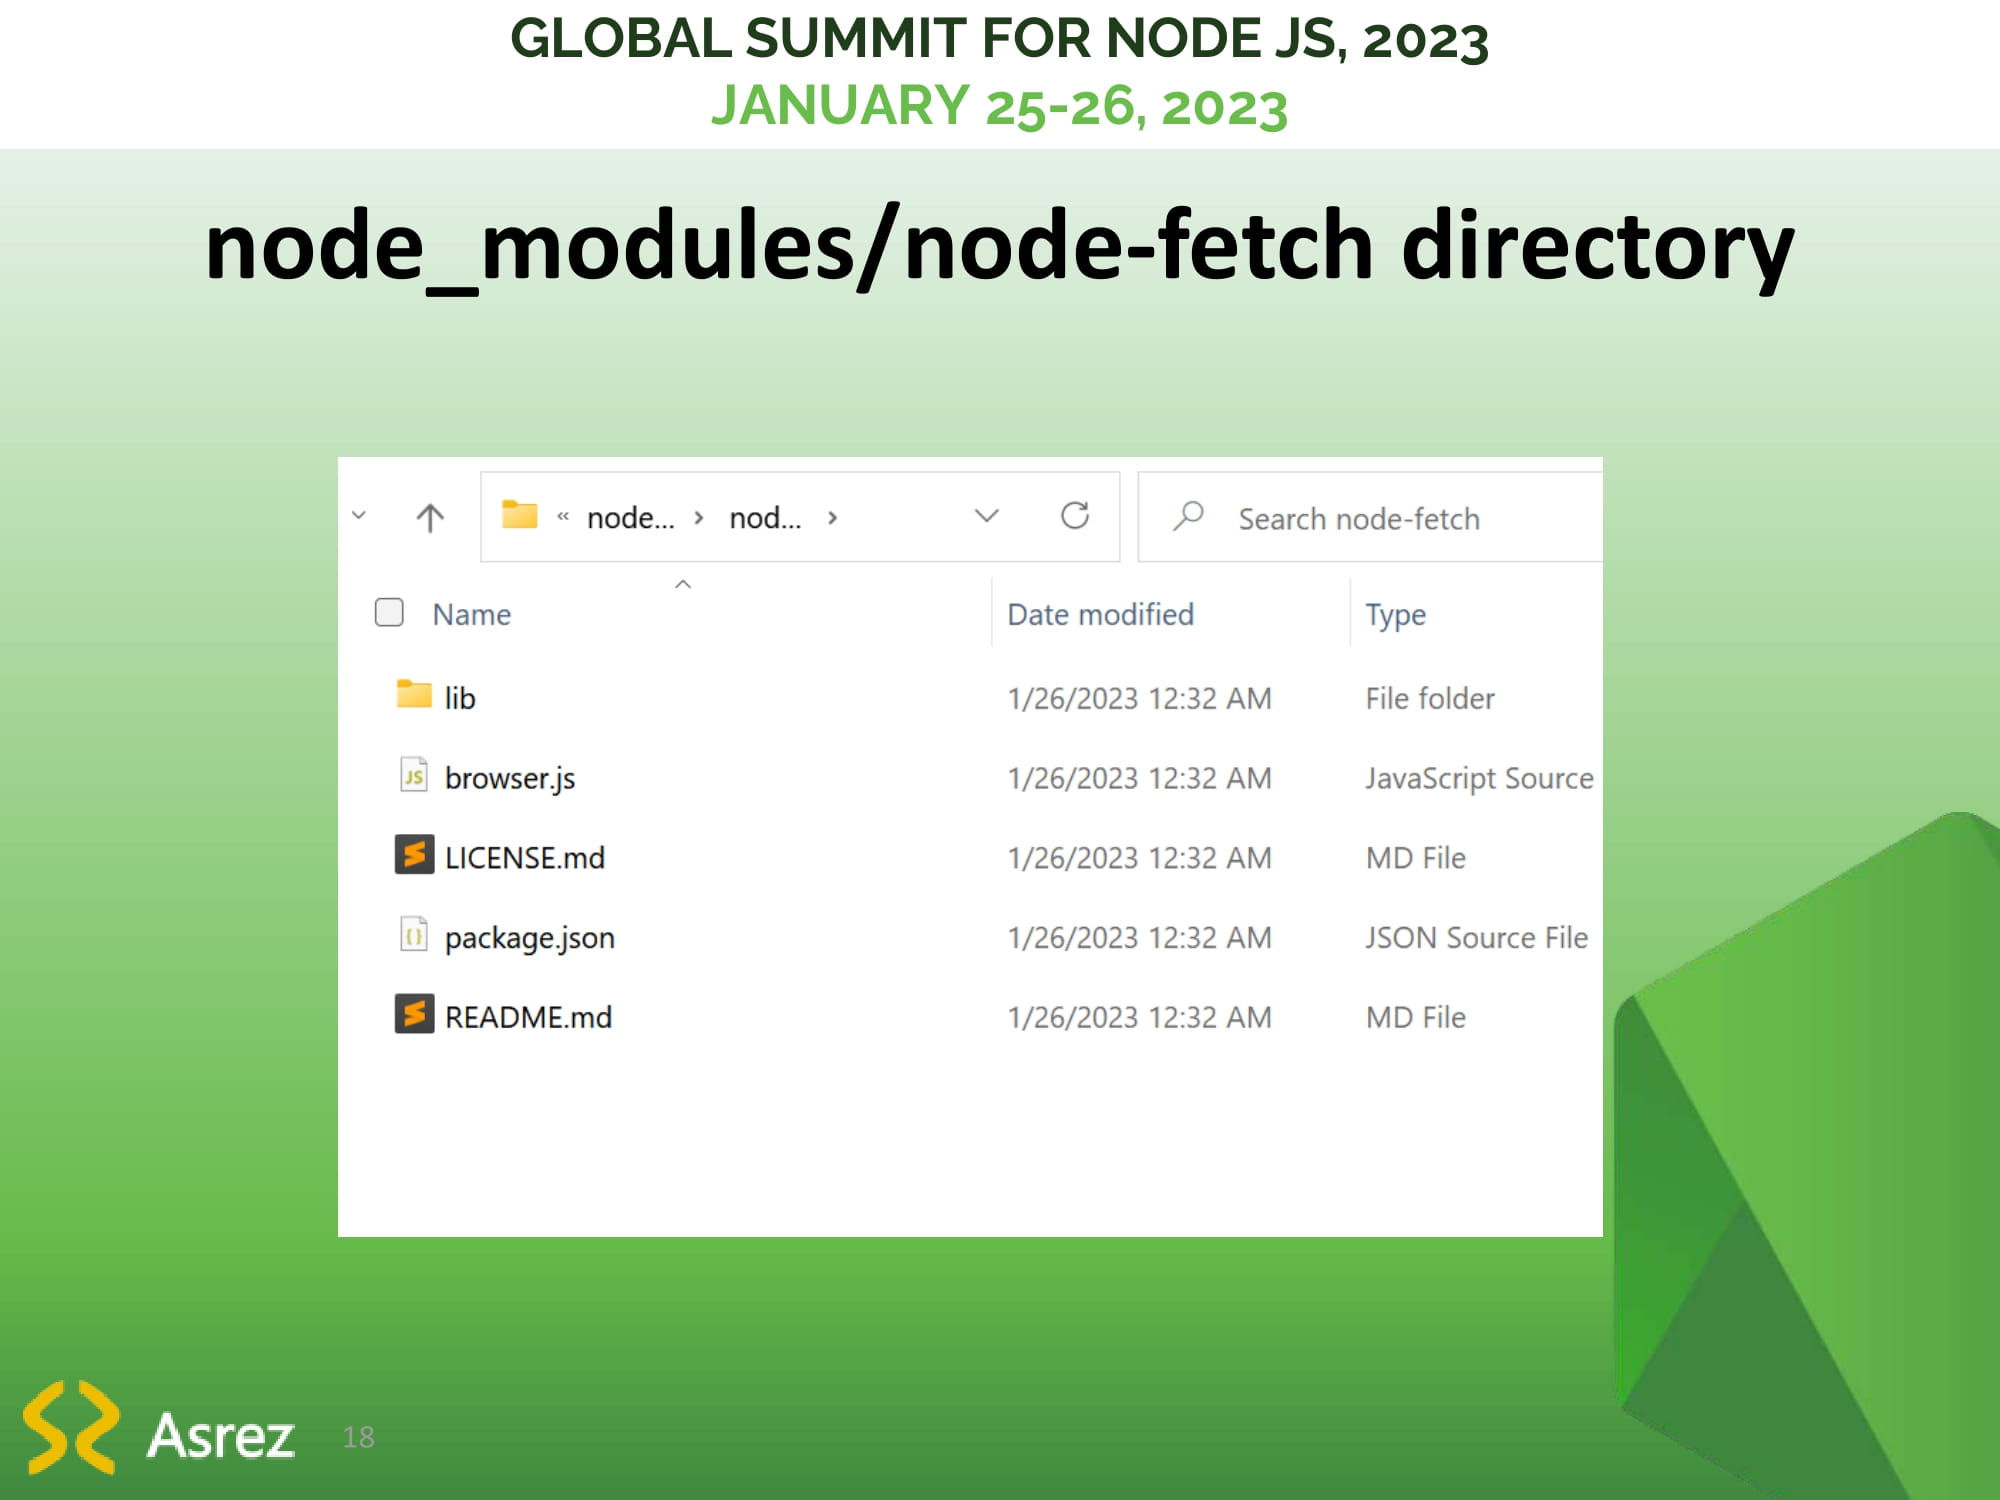 GLOBAL SUMMIT FOR NODE JS, 2023
JANUARY 25-26, 2023
node_modules/node-fetch directory
« node... › nod... ›
Search node-fetch
Name Date modified Type
lib 1/26/2023 12:32 AM File folder
browser.js 1/26/2023 12:32 AM JavaScript Source
LICENSE.md 1/26/2023 12:32 AM MD File
package.json 1/26/2023 12:32 AM JSON Source File
README.md 1/26/2023 12:32 AM MD File
Asrez 18